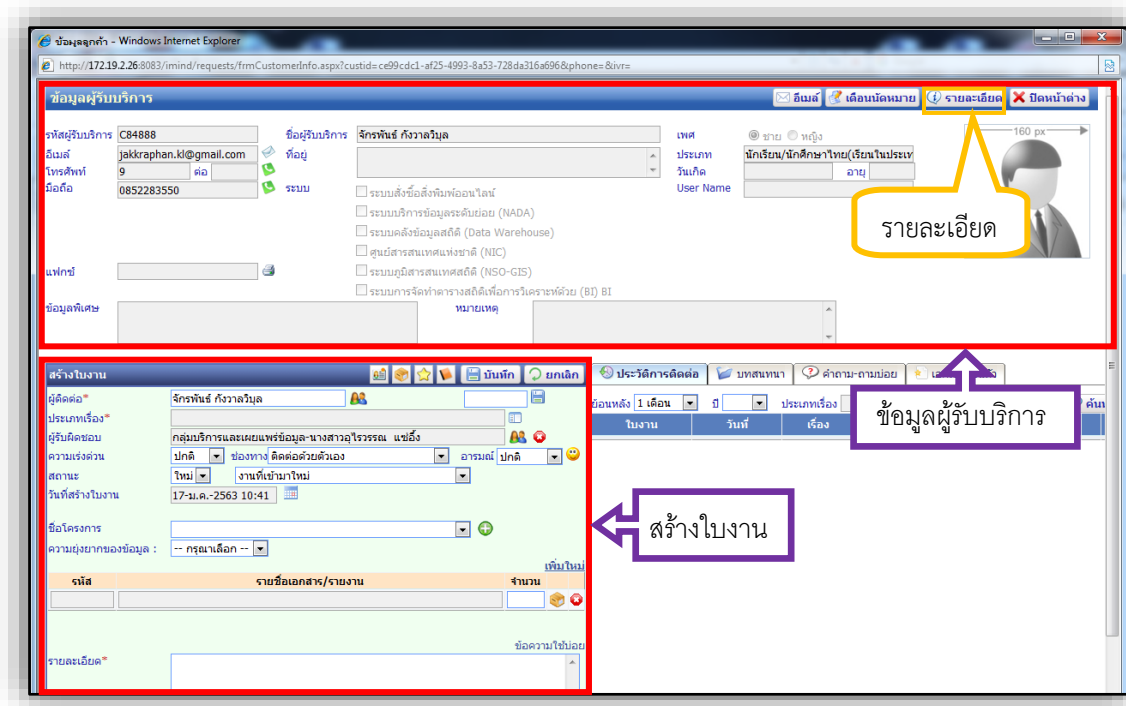 ข้อมูลลูกค้า - Windows Internet Explorer
http://172.19.2.26:8083/imind/requests/frmCustomerInfo.aspx?custid=ce99cdc1-af25-4993-8a53-728da316a696&phone=&ivr=
ข้อมูลผู้รับบริการ อีเมล์ เตือนนัดหมาย รายละเอียด ปิดหน้าต่าง
รหัสผู้รับบริการ C84888 ชื่อผู้รับบริการ จักรพันธ์ กังวาลวิบุล เพศ ชาย หญิง 160 px
อีเมล์ jakkraphan.kl@gmail.com ที่อยู่ ประเภท นักเรียน/นักศึกษาไทย(เรียนในประเท
โทรศัพท์ 9 ต่อ วันเกิด อายุ
มือถือ 0852283550 ระบบ ระบบสั่งซื้อสิ่งพิมพ์ออนไลน์ User Name
ระบบบริการข้อมูลระดับย่อย (NADA)
รายละเอียด
ระบบคลังข้อมูลสถิติ (Data Warehouse)
ศูนย์สารสนเทศแห่งชาติ (NIC)
แฟกซ์ ระบบภูมิสารสนเทศสถิติ (NSO-GIS)
ระบบการจัดทำตารางสถิติเพื่อการวิเคราะห์ด้วย (BI) BI
ข้อมูลพิเศษ หมายเหตุ
สร้างใบงาน บันทึก ยกเลิก ประวัติการติดต่อ บทสนทนา คำถาม-ถามบ่อย
ผู้ติดต่อ* จักรพันธ์ กังวาลวิบุล ย้อนหลัง 1 เดือน ปี ประเภทเรื่อง
ข้อมูลผู้รับบริการ
ประเภทเรื่อง* ใบงาน วันที่ เรื่อง
ผู้รับผิดชอบ กลุ่มบริการและเผยแพร่ข้อมูล-นางสาวอุไรวรรณ แซ่อึ้ง
ความเร่งด่วน ปกติ ช่องทาง ติดต่อด้วยตัวเอง อารมณ์ ปกติ
สถานะ ใหม่ งานที่เข้ามาใหม่
วันที่สร้างใบงาน 17-ม.ค.-2563 10:41
สร้างใบงาน
ชื่อโครงการ
ความยุ่งยากของข้อมูล : -- กรุณาเลือก --
เพิ่มใหม่
รหัส รายชื่อเอกสาร/รายงาน จำนวน
ข้อความใช้บ่อย
รายละเอียด*